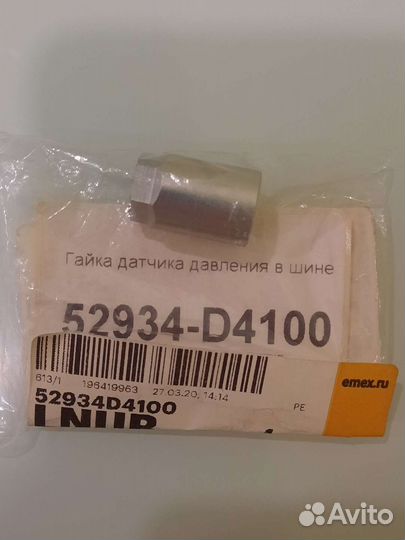 Гайка датчика давления в шине
52934-D4100
emex.ru
613/1 196419963 27.03.20, 14:14 PE
52934D4100
Avito